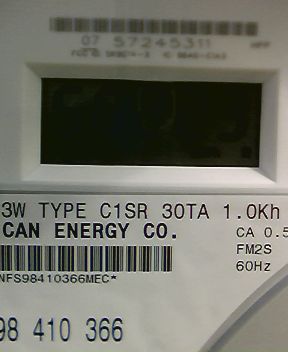 07 57245311
3W TYPE C1SR 30TA 1.0Kh
CAN ENERGY CO.
CA 0.5
FM2S
60Hz
NFS98410366MEC*
98 410 366